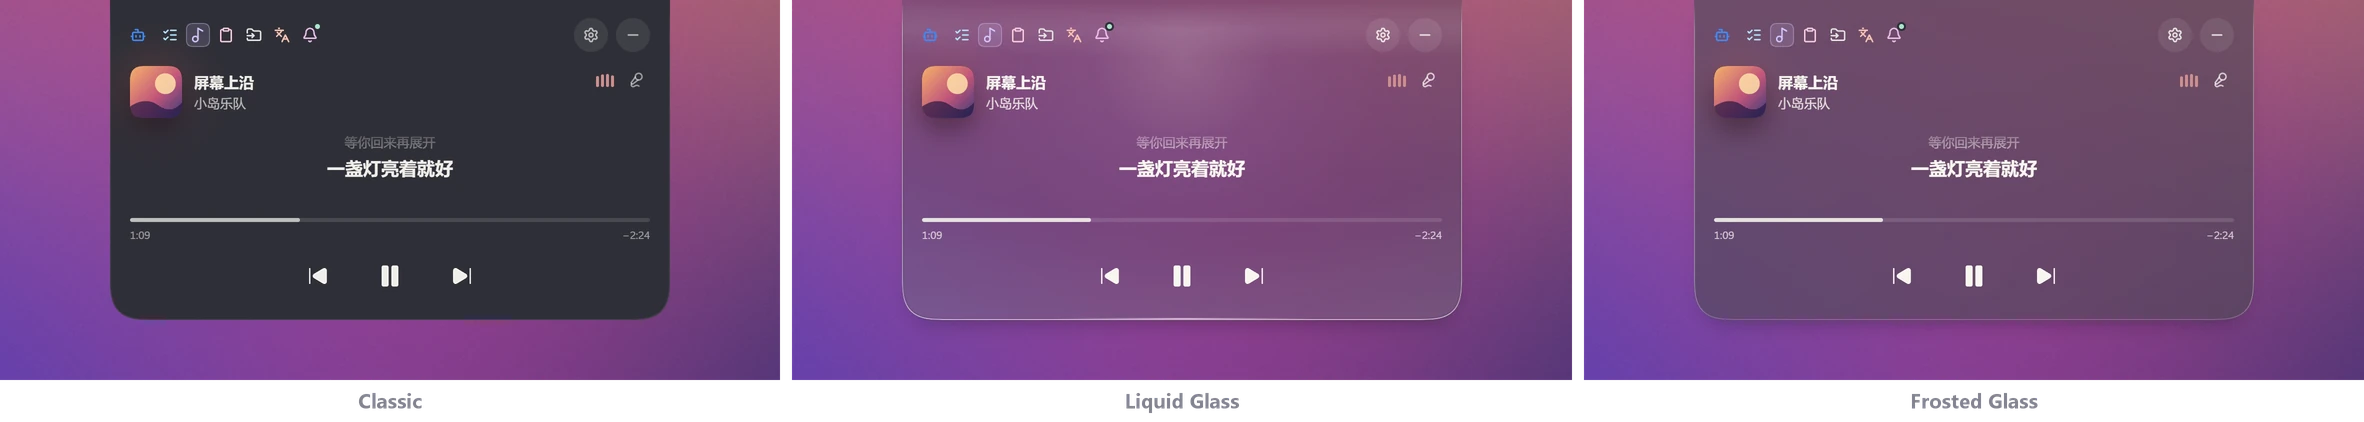 屏幕上沿
小岛乐队
等你回来再展开
一盏灯亮着就好
1:09
−2:24
Classic
屏幕上沿
小岛乐队
等你回来再展开
一盏灯亮着就好
1:09
−2:24
Liquid Glass
屏幕上沿
小岛乐队
等你回来再展开
一盏灯亮着就好
1:09
−2:24
Frosted Glass